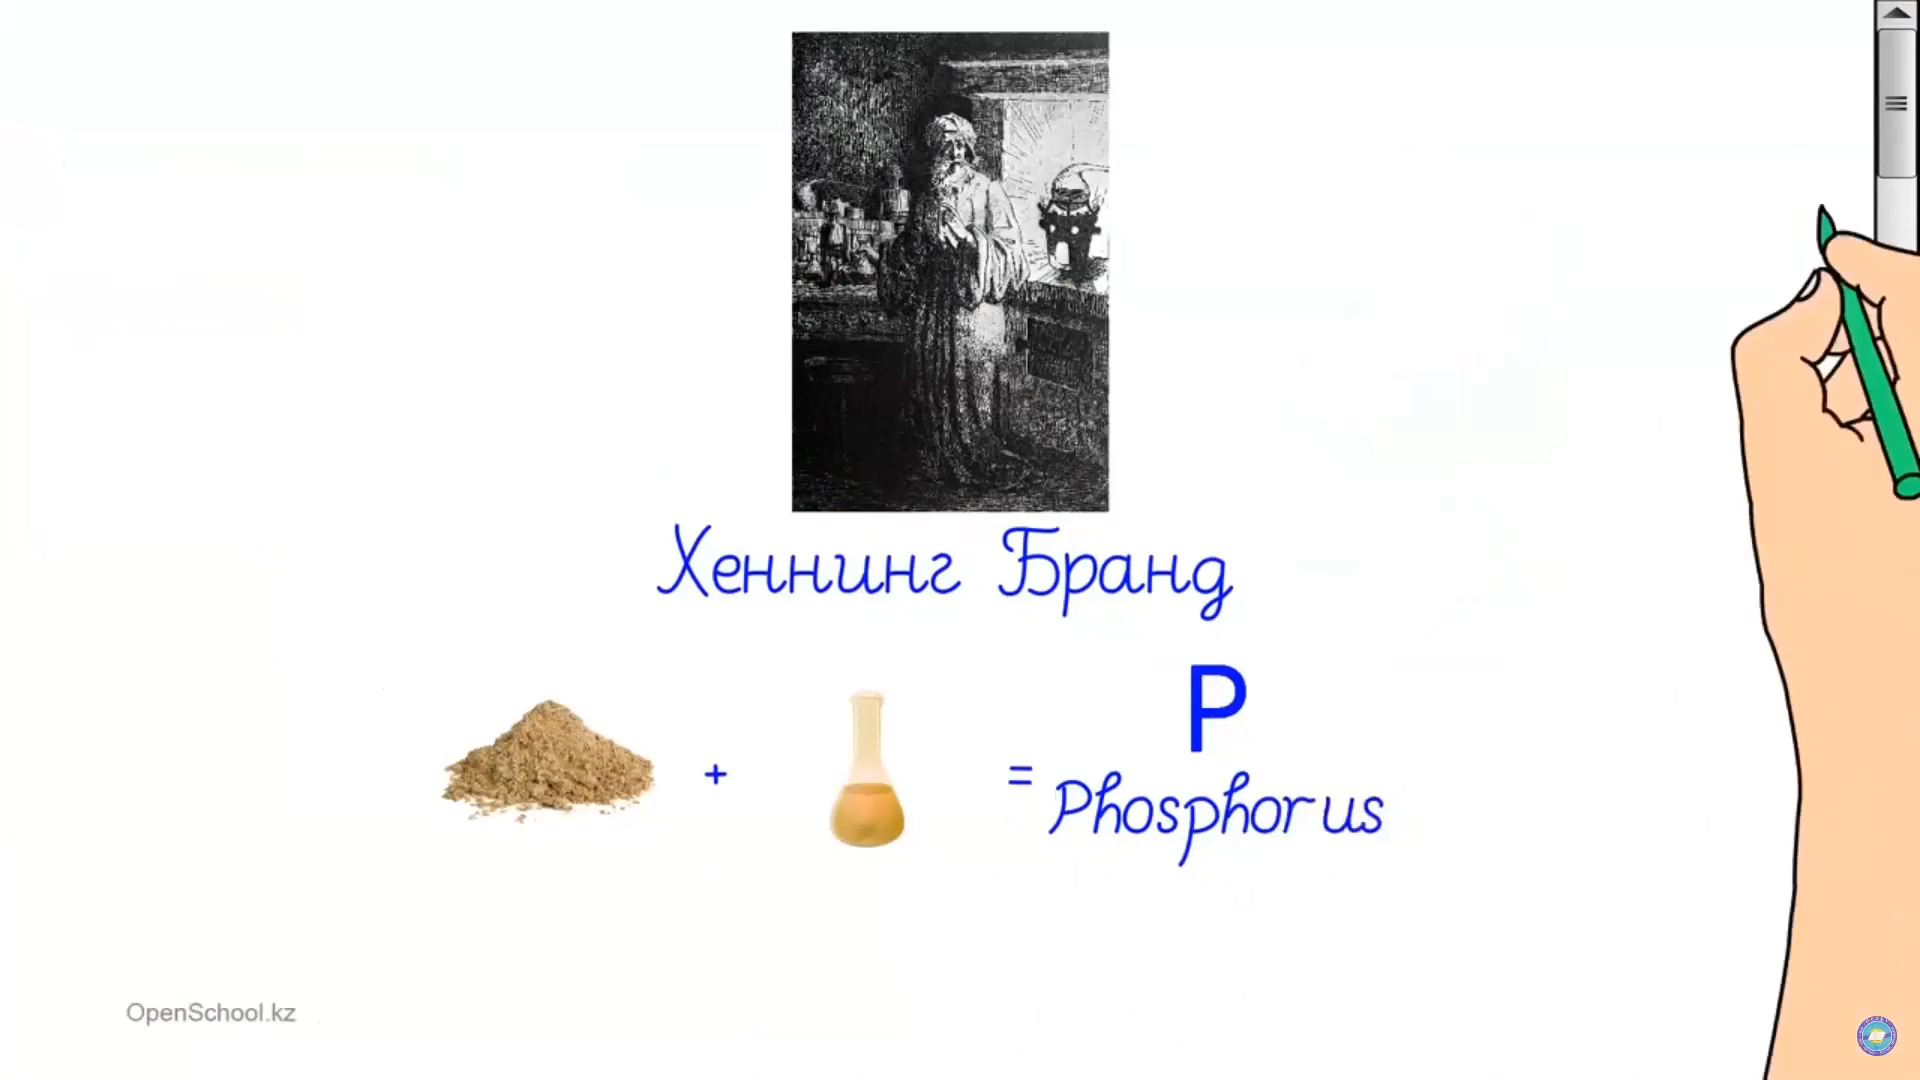 Хеннинг Бранд
P
+ = Phosphorus
OpenSchool.kz